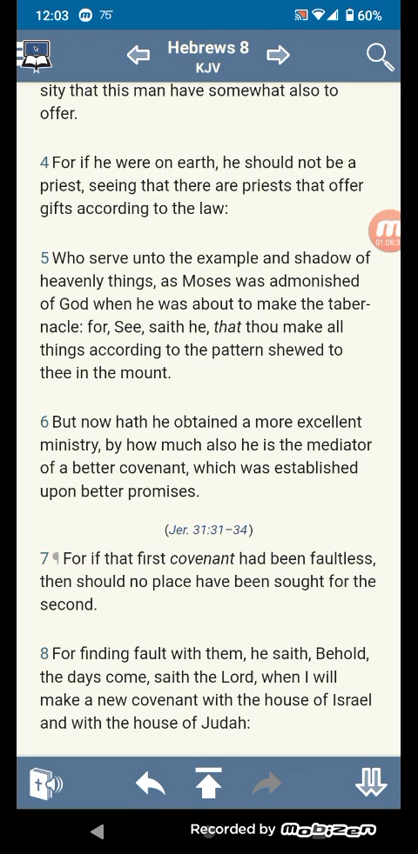 12:03 m 75° 60%
Hebrews 8
KJV
sity that this man have somewhat also to
offer.
4 For if he were on earth, he should not be a
priest, seeing that there are priests that offer
gifts according to the law:
m
5 Who serve unto the example and shadow of
heavenly things, as Moses was admonished
of God when he was about to make the taber-
nacle: for, See, saith he, that thou make all
things according to the pattern shewed to
thee in the mount.
6 But now hath he obtained a more excellent
ministry, by how much also he is the mediator
of a better covenant, which was established
upon better promises.
(Jer. 31:31–34)
7 ¶ For if that first covenant had been faultless,
then should no place have been sought for the
second.
8 For finding fault with them, he saith, Behold,
the days come, saith the Lord, when I will
make a new covenant with the house of Israel
and with the house of Judah:
Recorded by mobizen